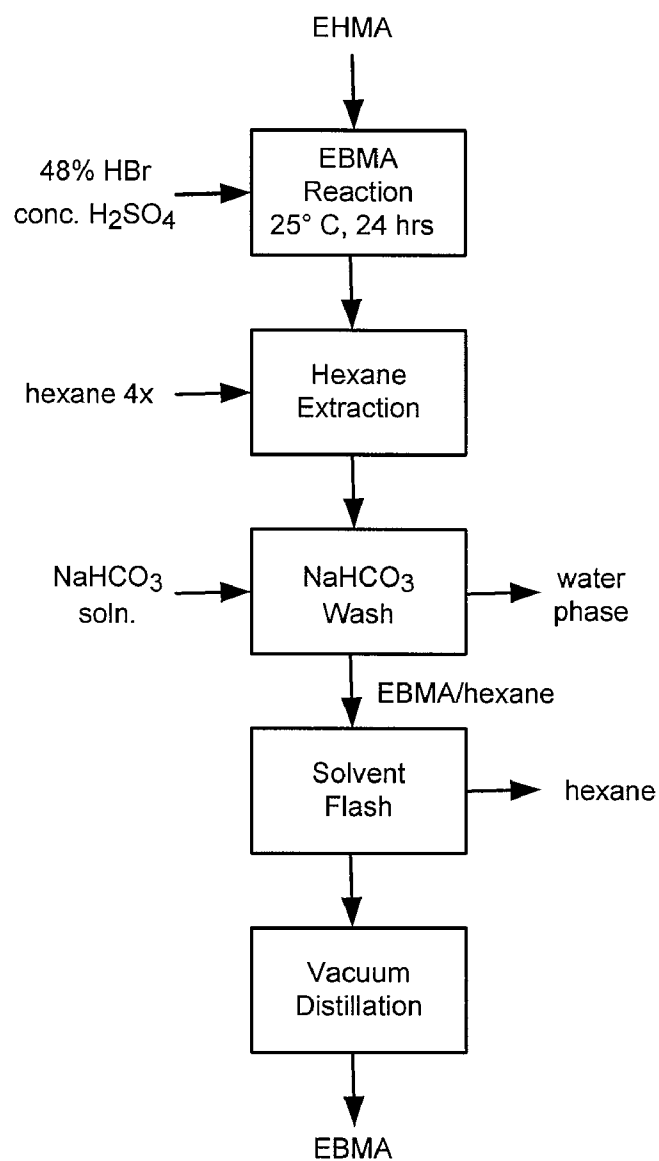 EHMA
48% HBr
conc. H2SO4
EBMA
Reaction
25° C, 24 hrs
hexane 4x
Hexane
Extraction
NaHCO3
soln.
NaHCO3
Wash
water
phase
EBMA/hexane
Solvent
Flash
hexane
Vacuum
Distillation
EBMA